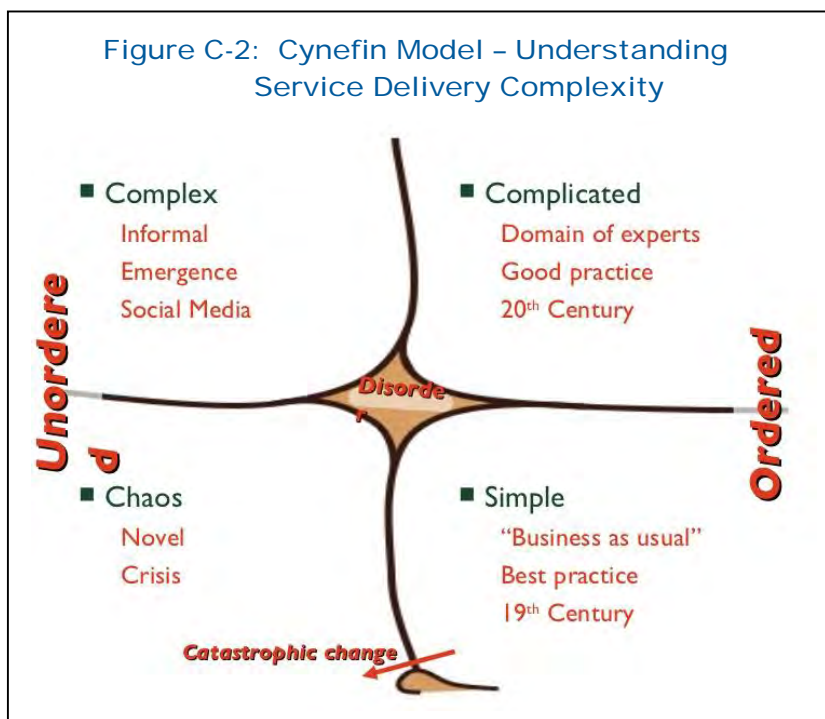 Figure C-2: Cynefin Model – Understanding
Service Delivery Complexity
■ Complex
Informal
Emergence
Social Media
■ Complicated
Domain of experts
Good practice
20th Century
Unordere
d
Disorde
r
Ordered
■ Chaos
Novel
Crisis
■ Simple
"Business as usual"
Best practice
19th Century
Catastrophic change